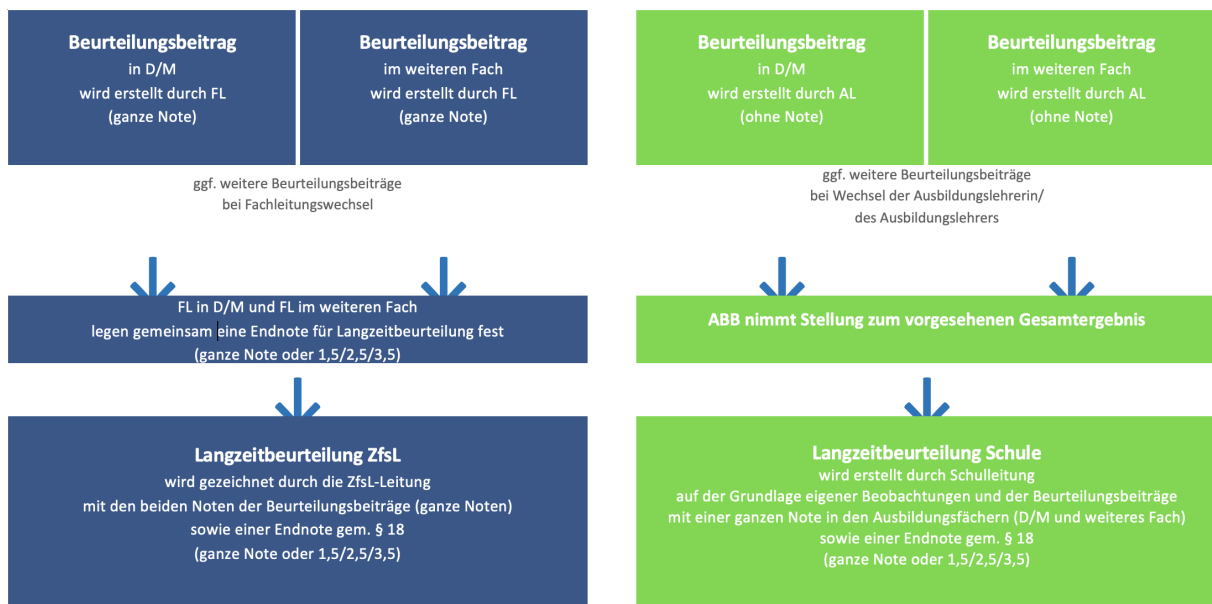 Beurteilungsbeitrag
in D/M
wird erstellt durch FL
(ganze Note)
Beurteilungsbeitrag
im weiteren Fach
wird erstellt durch FL
(ganze Note)
ggf. weitere Beurteilungsbeiträge
bei Fachleitungswechsel
FL in D/M und FL im weiteren Fach
legen gemeinsam eine Endnote für Langzeitbeurteilung fest
(ganze Note oder 1,5/2,5/3,5)
Langzeitbeurteilung ZfsL
wird gezeichnet durch die ZfsL-Leitung
mit den beiden Noten der Beurteilungsbeiträge (ganze Noten)
sowie einer Endnote gem. § 18
(ganze Note oder 1,5/2,5/3,5)
Beurteilungsbeitrag
in D/M
wird erstellt durch AL
(ohne Note)
Beurteilungsbeitrag
im weiteren Fach
wird erstellt durch AL
(ohne Note)
ggf. weitere Beurteilungsbeiträge
bei Wechsel der Ausbildungslehrerin/
des Ausbildungslehrers
ABB nimmt Stellung zum vorgesehenen Gesamtergebnis
Langzeitbeurteilung Schule
wird erstellt durch Schulleitung
auf der Grundlage eigener Beobachtungen und der Beurteilungsbeiträge
mit einer ganzen Note in den Ausbildungsfächern (D/M und weiteres Fach)
sowie einer Endnote gem. § 18
(ganze Note oder 1,5/2,5/3,5)